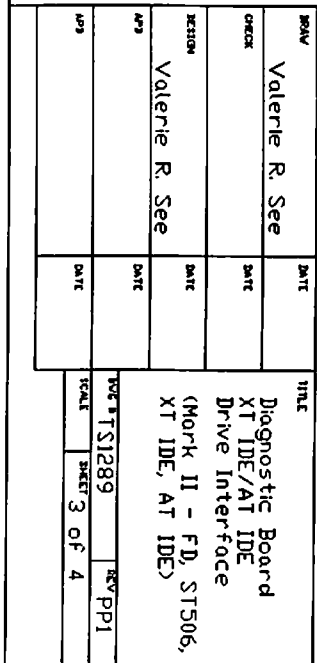 DRAW
Valerie R. See
DATE
CHECK
DATE
DESIGN
Valerie R. See
DATE
APD
DATE
APD
DATE
TITLE
Diagnostic Board
XT IDE/AT IDE
Drive Interface
(Mark II - FD, ST506,
XT IDE, AT IDE)
DWG # TS1289
REV PP1
SCALE
SHEET 3 of 4